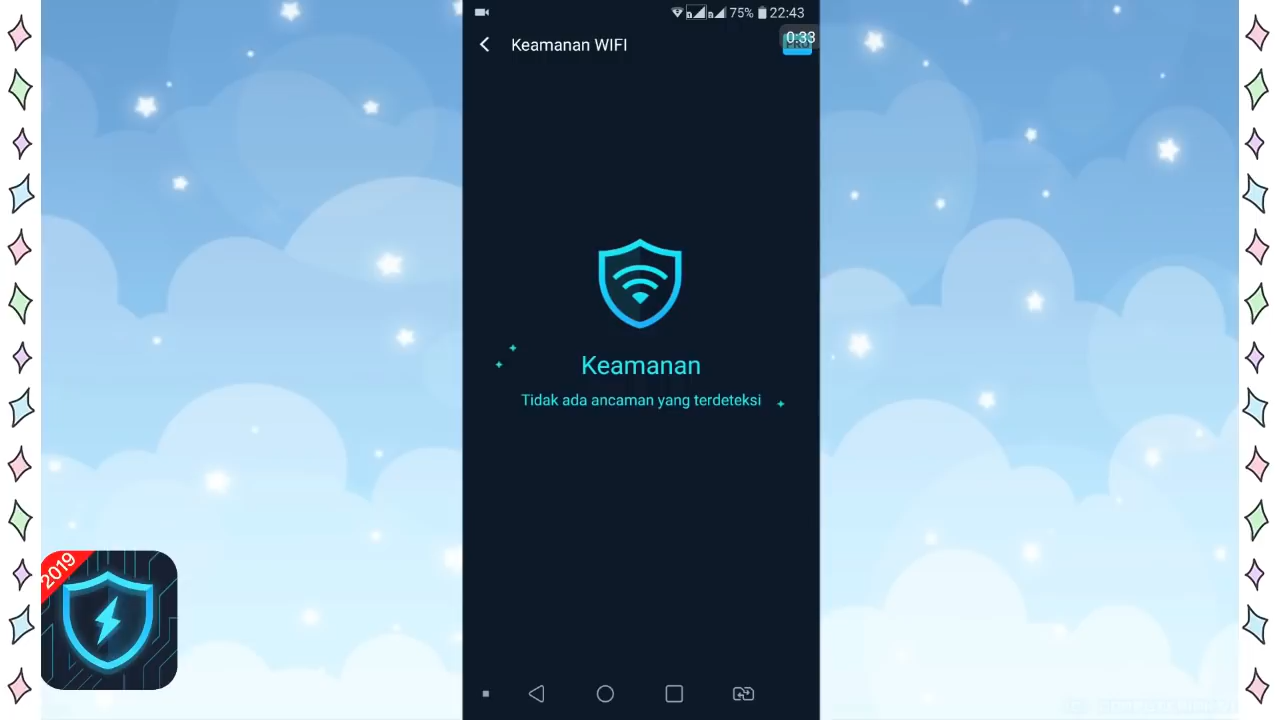 75% 22:43
Keamanan WIFI
0:33
Keamanan
Tidak ada ancaman yang terdeteksi
2019